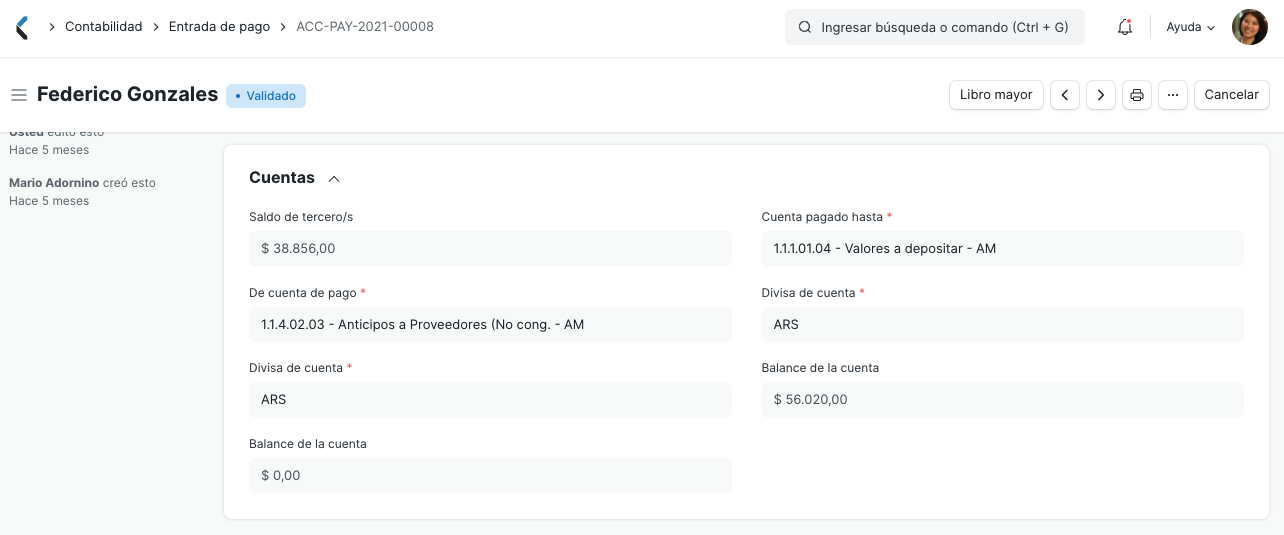 Contabilidad
Entrada de pago
ACC-PAY-2021-00008
Ingresar búsqueda o comando (Ctrl + G)
Ayuda
Federico Gonzales
• Validado
Libro mayor
...
Cancelar
Usted editó esto
Hace 5 meses
Mario Adornino creó esto
Hace 5 meses
Cuentas
Saldo de tercero/s
$ 38.856,00
De cuenta de pago *
1.1.4.02.03 - Anticipos a Proveedores (No cong. - AM
Divisa de cuenta *
ARS
Balance de la cuenta
$ 0,00
Cuenta pagado hasta *
1.1.1.01.04 - Valores a depositar - AM
Divisa de cuenta *
ARS
Balance de la cuenta
$ 56.020,00